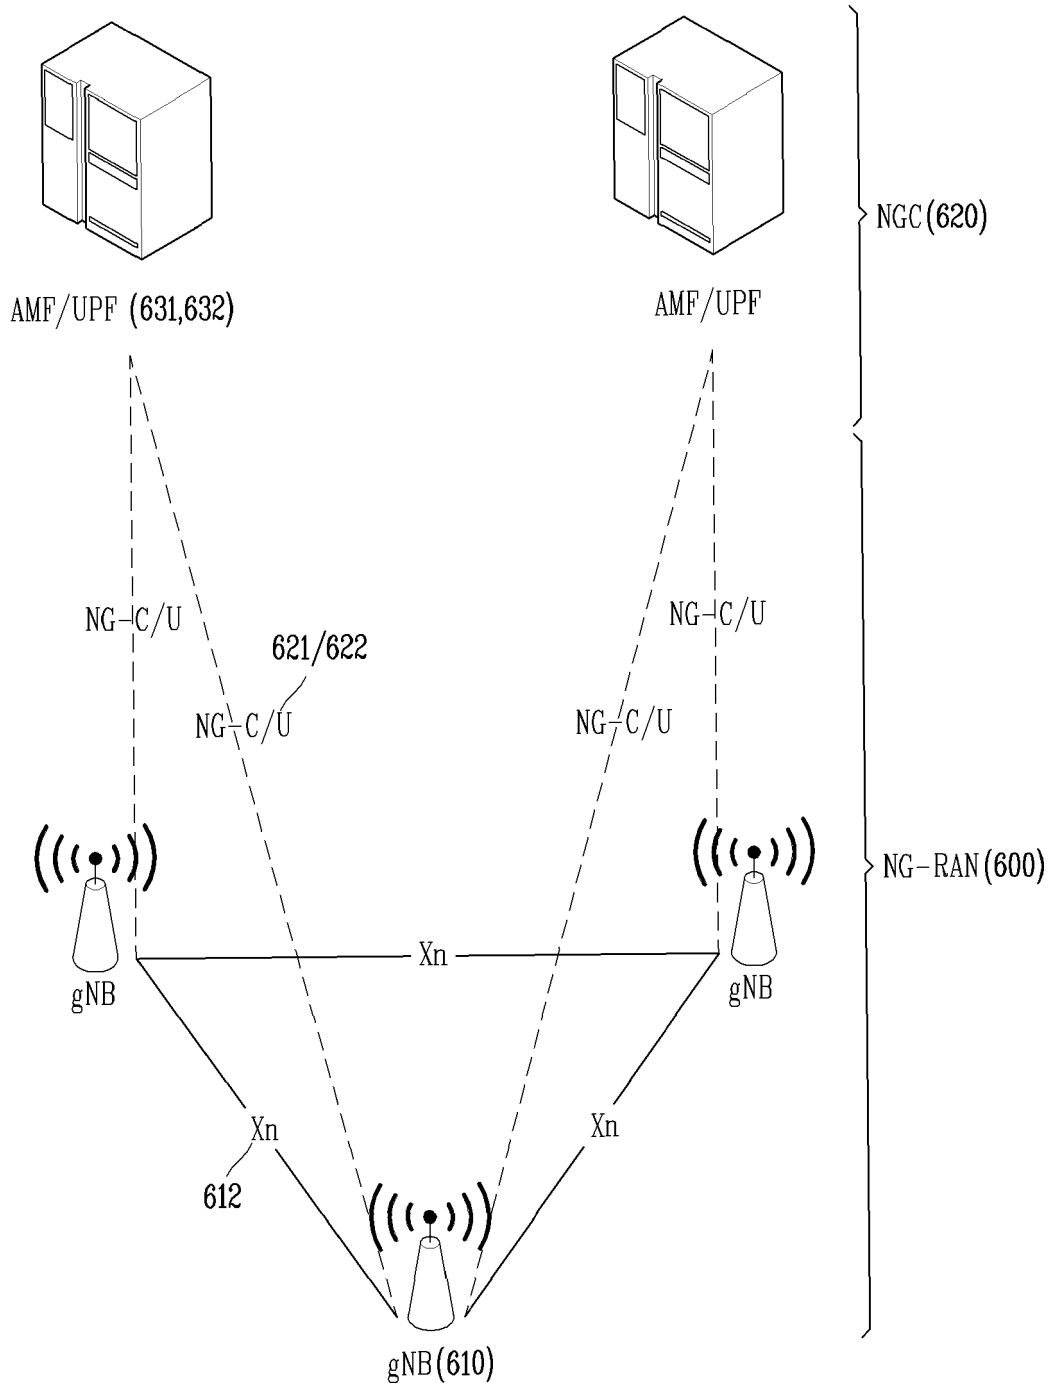 NGC(620)
AMF/UPF (631,632)
AMF/UPF
NG-C/U
NG-C/U
621/622
NG-C/U
NG-C/U
NG-RAN(600)
Xn
gNB
gNB
Xn
Xn
612
gNB(610)